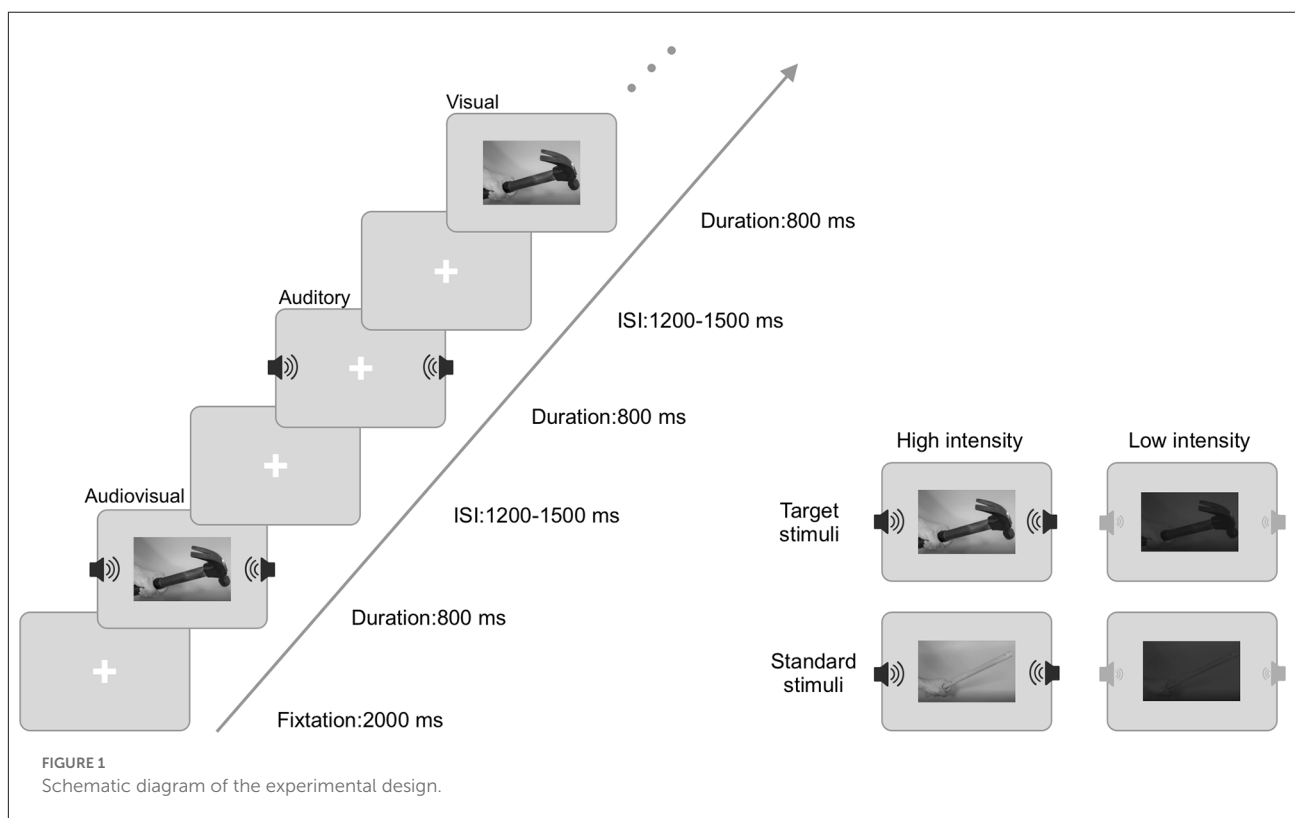 Visual
Duration:800 ms
ISI:1200-1500 ms
Auditory
Duration:800 ms
ISI:1200-1500 ms
Audiovisual
Duration:800 ms
Fixtation:2000 ms
High intensity
Low intensity
Target
stimuli
Standard
stimuli
FIGURE 1
Schematic diagram of the experimental design.